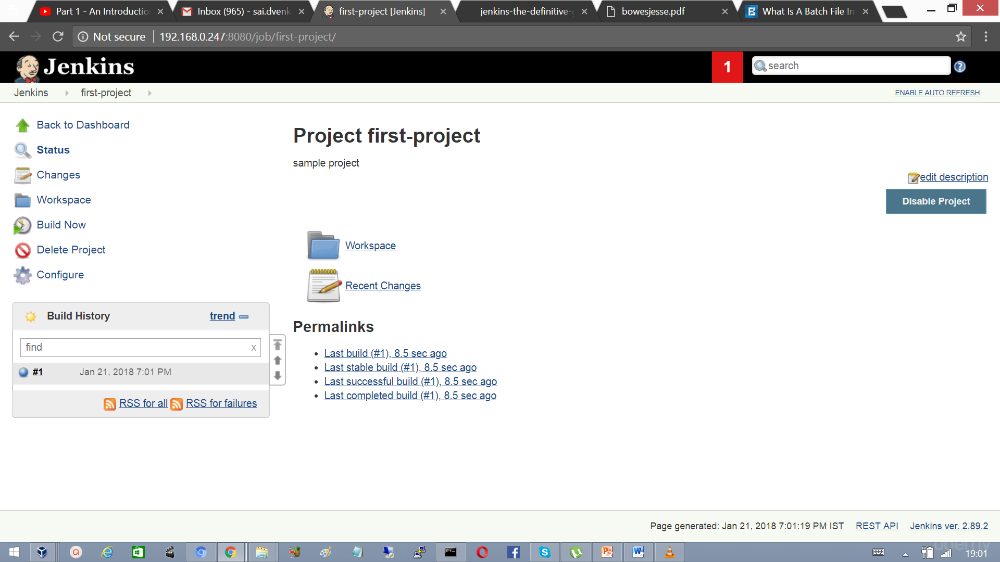 Part 1 - An Introductio
Inbox (965) - sai.dvenk
first-project [Jenkins]
jenkins-the-definitive-g
bowesjesse.pdf
What Is A Batch File In
Not secure 192.168.0.247:8080/job/first-project/
Jenkins
1
search
Jenkins first-project
ENABLE AUTO REFRESH
Back to Dashboard
Status
Changes
Workspace
Build Now
Delete Project
Configure
Build History trend
find x
#1 Jan 21, 2018 7:01 PM
RSS for all RSS for failures
Project first-project
sample project
edit description
Disable Project
Workspace
Recent Changes
Permalinks
Last build (#1), 8.5 sec ago
Last stable build (#1), 8.5 sec ago
Last successful build (#1), 8.5 sec ago
Last completed build (#1), 8.5 sec ago
Page generated: Jan 21, 2018 7:01:19 PM IST REST API Jenkins ver. 2.89.2
udemy
19:01